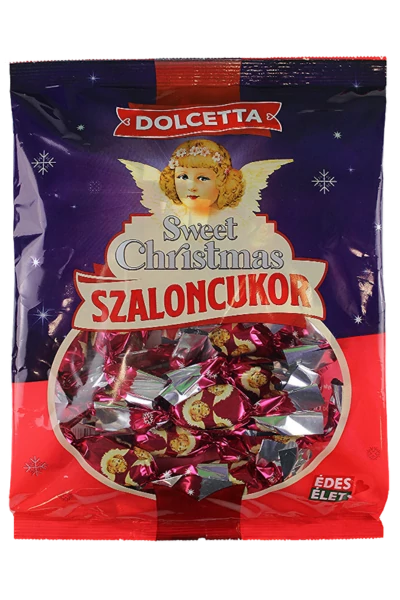 DOLCETTA
Sweet
Christmas
SZALONCUKOR
ÉDES
ÉLET